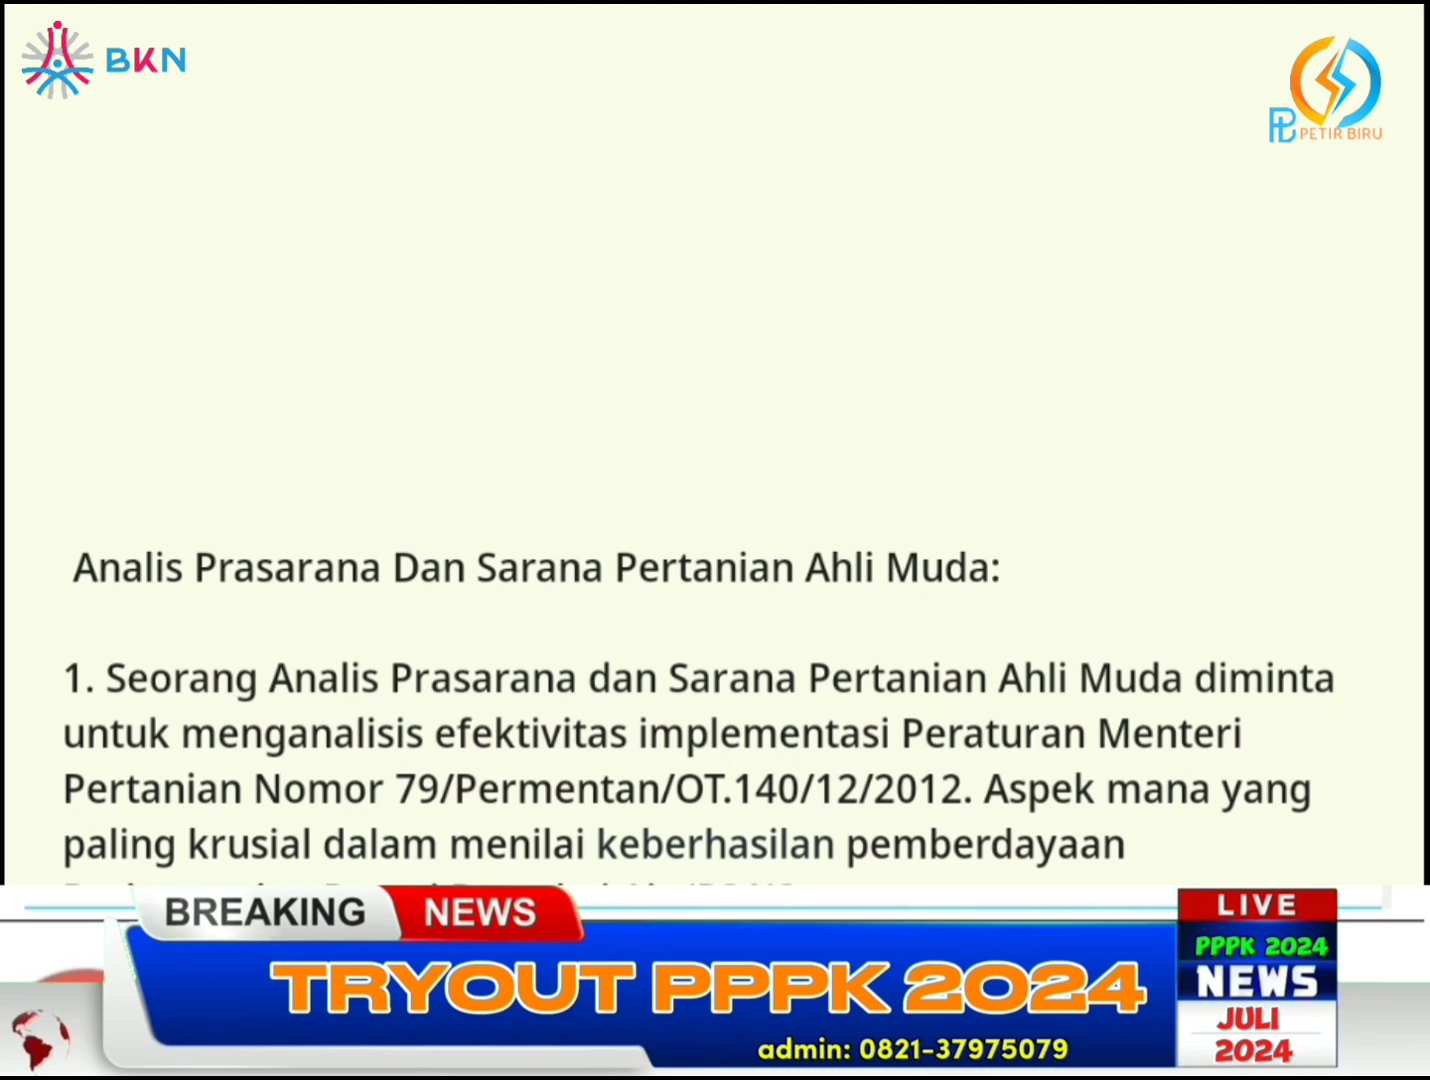 BKN
PETIR BIRU
Analis Prasarana Dan Sarana Pertanian Ahli Muda:
1. Seorang Analis Prasarana dan Sarana Pertanian Ahli Muda diminta
untuk menganalisis efektivitas implementasi Peraturan Menteri
Pertanian Nomor 79/Permentan/OT.140/12/2012. Aspek mana yang
paling krusial dalam menilai keberhasilan pemberdayaan
BREAKING NEWS
TRYOUT PPPK 2024
admin: 0821-37975079
LIVE
PPPK 2024
NEWS
JULI
2024